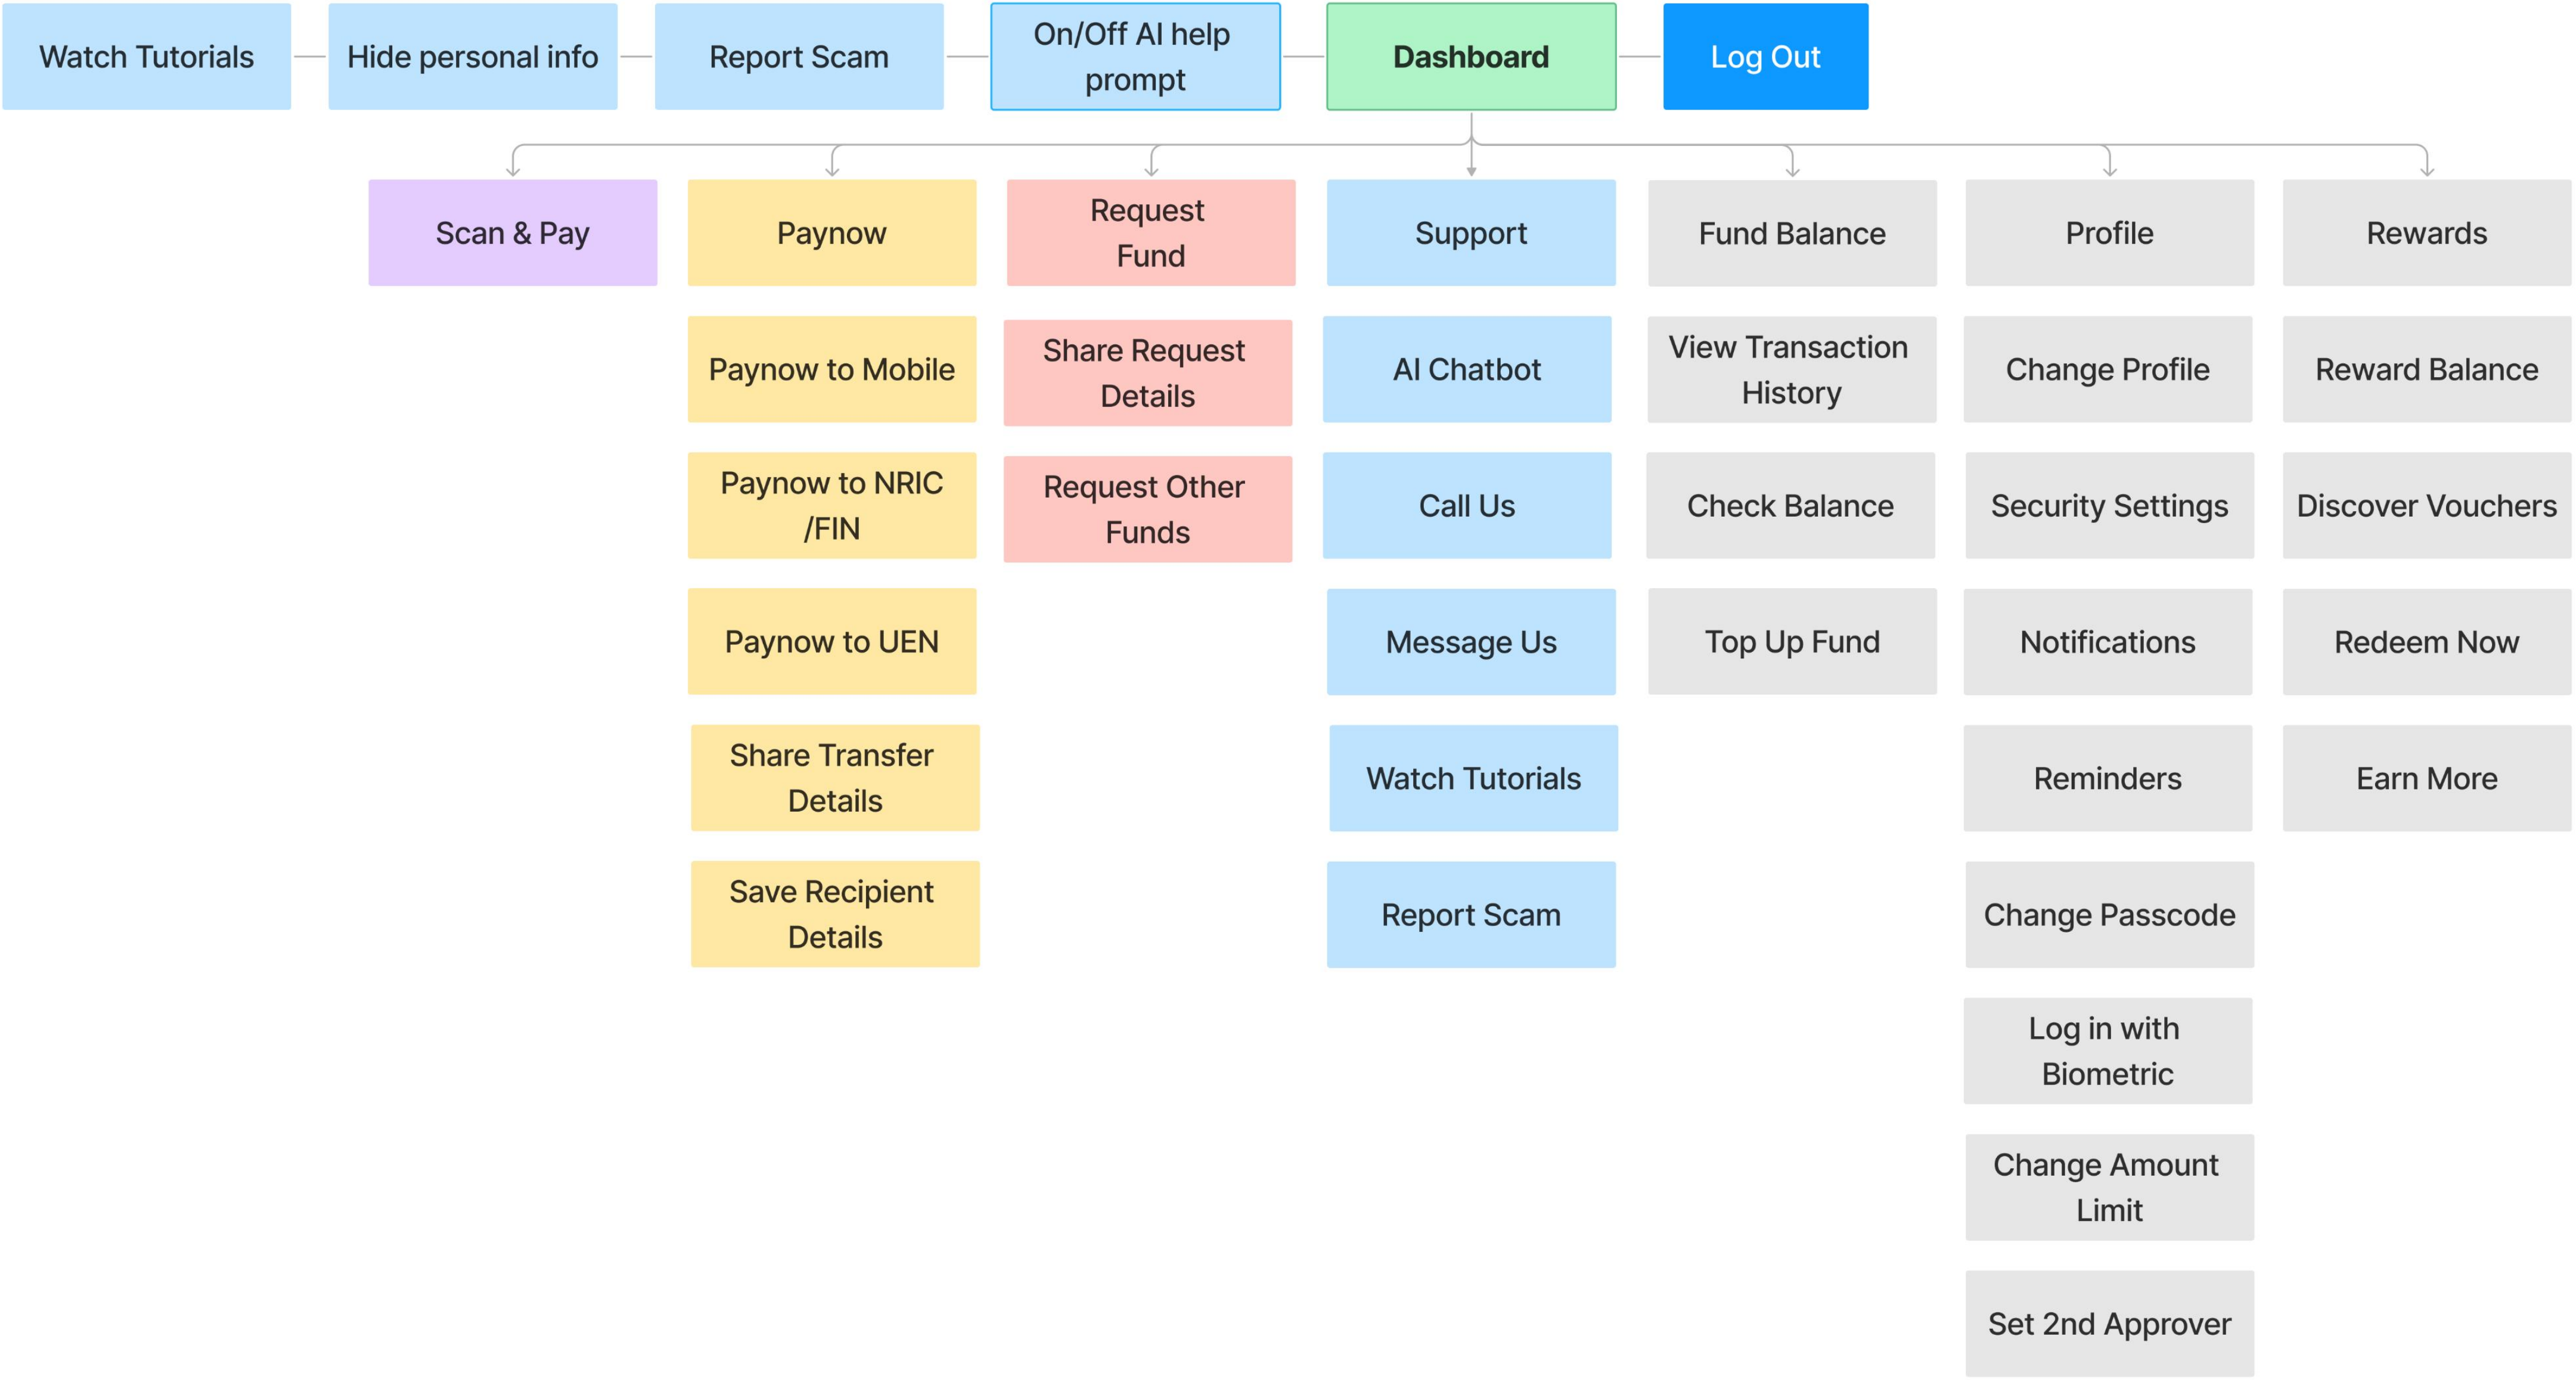 Watch Tutorials
Hide personal info
Report Scam
On/Off AI help
prompt
Dashboard
Log Out
Scan & Pay
Paynow
Request
Fund
Support
Fund Balance
Profile
Rewards
Paynow to Mobile
Share Request
Details
AI Chatbot
View Transaction
History
Change Profile
Reward Balance
Paynow to NRIC
/FIN
Request Other
Funds
Call Us
Check Balance
Security Settings
Discover Vouchers
Paynow to UEN
Message Us
Top Up Fund
Notifications
Redeem Now
Share Transfer
Details
Watch Tutorials
Reminders
Earn More
Save Recipient
Details
Report Scam
Change Passcode
Log in with
Biometric
Change Amount
Limit
Set 2nd Approver